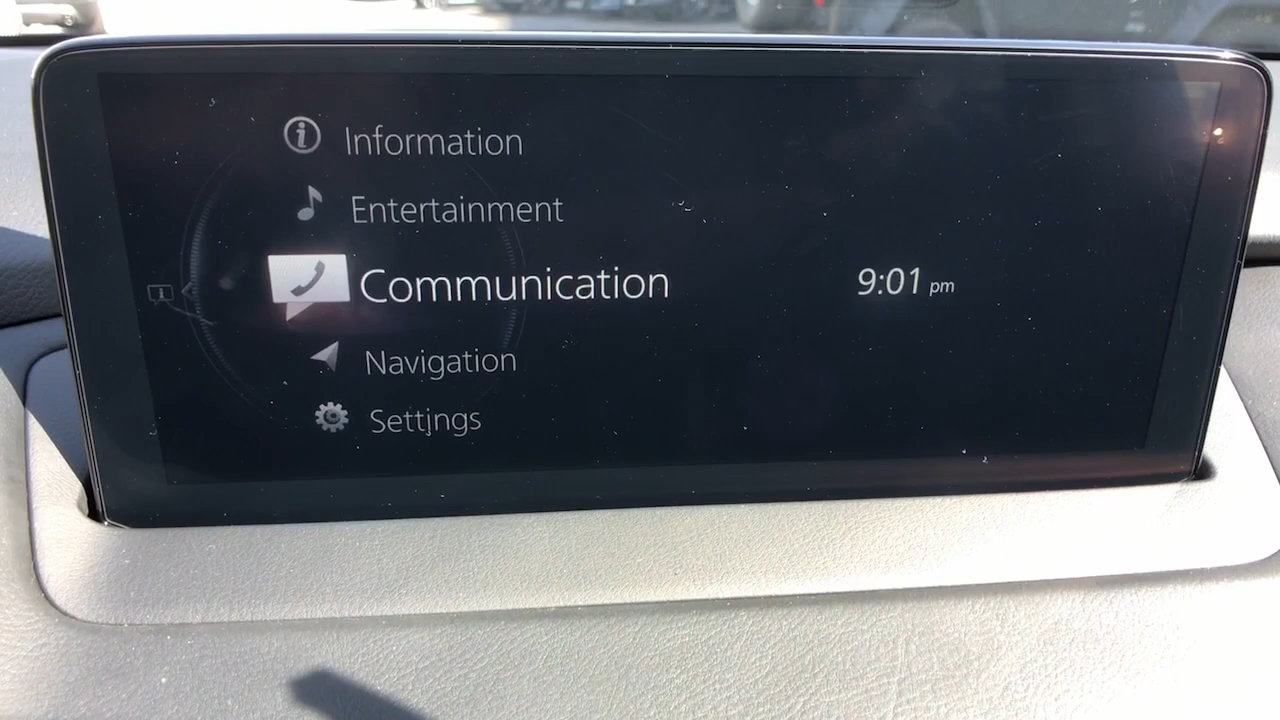 Information
Entertainment
Communication
9:01 pm
Navigation
Settings